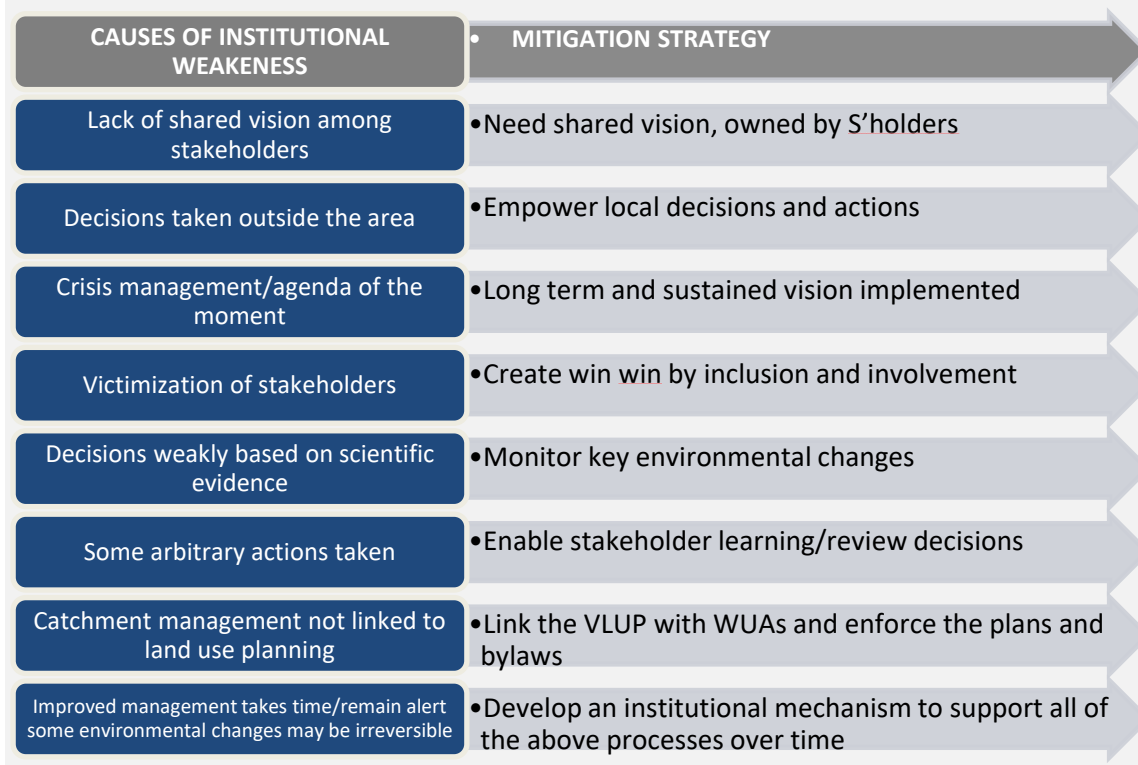 CAUSES OF INSTITUTIONAL
WEAKENESS
• MITIGATION STRATEGY
Lack of shared vision among
stakeholders
•Need shared vision, owned by S'holders
Decisions taken outside the area
•Empower local decisions and actions
Crisis management/agenda of the
moment
•Long term and sustained vision implemented
Victimization of stakeholders
•Create win win by inclusion and involvement
Decisions weakly based on scientific
evidence
•Monitor key environmental changes
Some arbitrary actions taken
•Enable stakeholder learning/review decisions
Catchment management not linked to
land use planning
•Link the VLUP with WUAs and enforce the plans and
bylaws
Improved management takes time/remain alert
some environmental changes may be irreversible
•Develop an institutional mechanism to support all of
the above processes over time